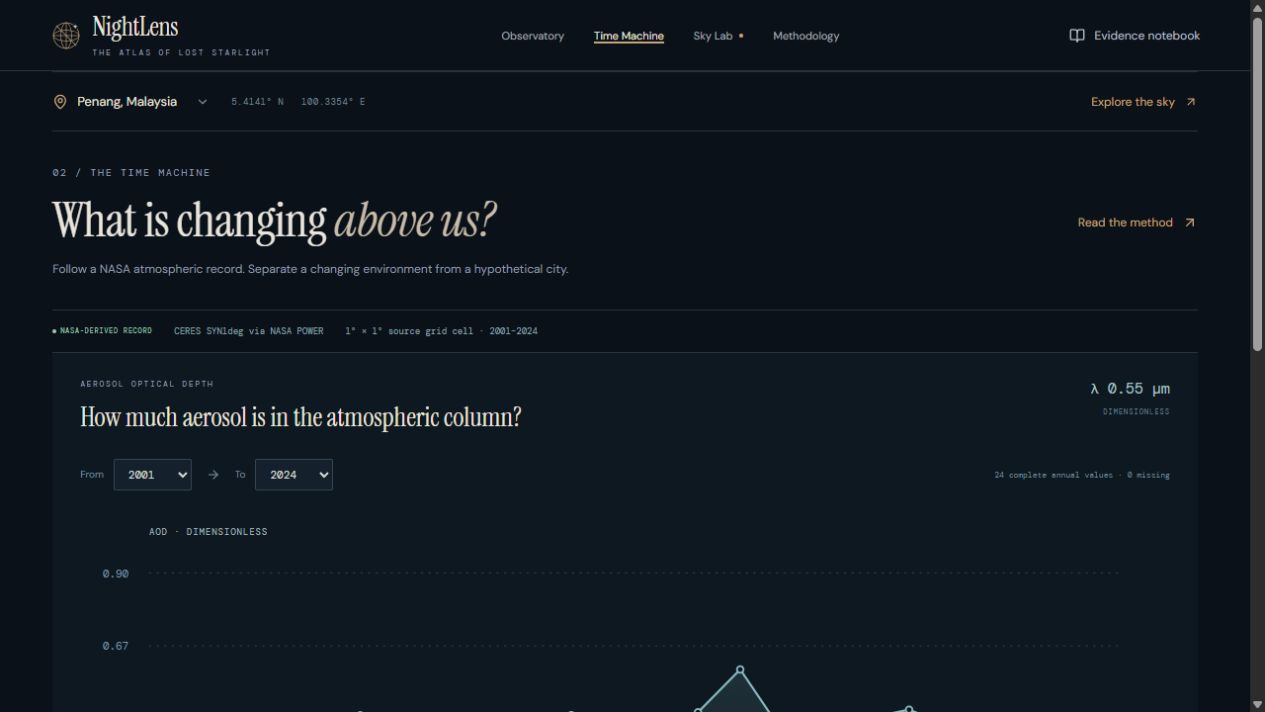 NightLens
THE ATLAS OF LOST STARLIGHT
Observatory
Time Machine
Sky Lab
Methodology
Evidence notebook
Penang, Malaysia
5.4141° N 100.3354° E
Explore the sky
02 / THE TIME MACHINE
What is changing above us?
Read the method
Follow a NASA atmospheric record. Separate a changing environment from a hypothetical city.
NASA-DERIVED RECORD
CERES SYN1deg via NASA POWER
1° × 1° source grid cell · 2001–2024
AEROSOL OPTICAL DEPTH
λ 0.55 μm
How much aerosol is in the atmospheric column?
DIMENSIONLESS
From 2001 → To 2024
24 complete annual values · 0 missing
AOD · DIMENSIONLESS
0.90
0.67